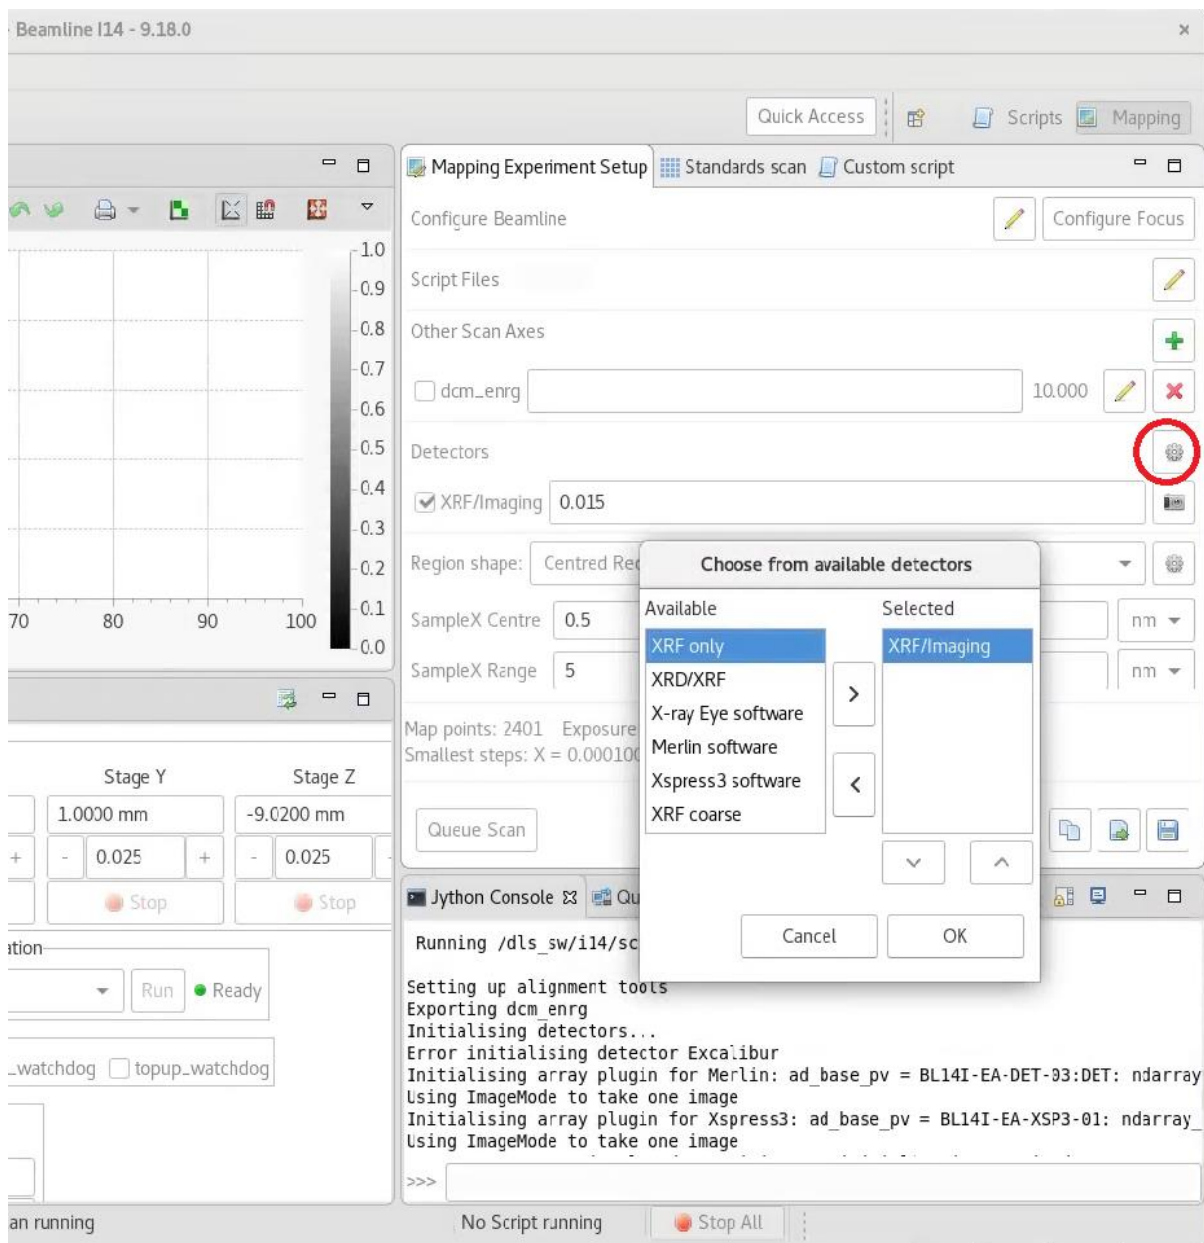 Beamline I14 - 9.18.0
Quick Access
Scripts
Mapping
Mapping Experiment Setup
Standards scan
Custom script
Configure Beamline
Configure Focus
Script Files
Other Scan Axes
dcm_enrg
10.000
Detectors
XRF/Imaging
0.015
Region shape:
Centred
SampleX Centre
0.5
nm
SampleX Range
5
nm
Map points: 2401 Exposure
Smallest steps: X =
Queue Scan
1.0
0.9
0.8
0.7
0.6
0.5
0.4
0.3
0.2
0.1
0.0
70
80
90
100
Choose from available detectors
Available
Selected
XRF only
XRD/XRF
X-ray Eye software
Merlin software
Xspress3 software
XRF coarse
XRF/Imaging
>
<
Cancel
OK
Stage Y
Stage Z
1.0000 mm
-9.0200 mm
+
- 0.025 +
- 0.025
Stop
Stop
Run
Ready
_watchdog
topup_watchdog
Jython Console
Running /dls_sw/i14/sc
Setting up alignment tools
Exporting dcm_enrg
Initialising detectors...
Error initialising detector Excalibur
Initialising array plugin for Merlin: ad_base_pv = BL14I-EA-DET-03:DET: ndarray
Using ImageMode to take one image
Initialising array plugin for Xspress3: ad_base_pv = BL14I-EA-XSP3-01: ndarray_
Using ImageMode to take one image
>>>
an running
No Script running
Stop All